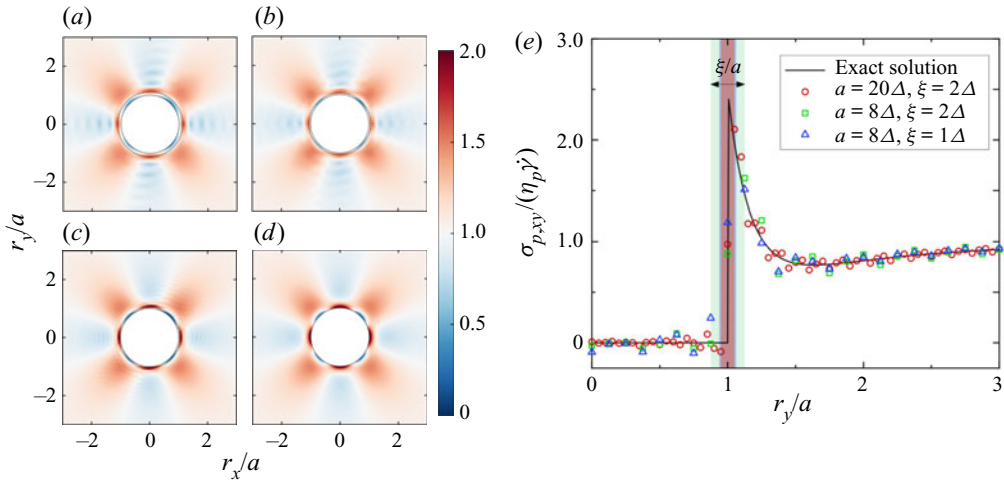 (a)
(b)
(c)
(d)
2
0
−2
2
0
−2
r_y/a
−2
0
2
−2
0
2
r_x/a
2.0
1.5
1.0
0.5
0
(e)
3.0
2.0
1.0
0
σ_{p,xy}/(η_p γ̇)
ξ/a
Exact solution
a = 20Δ, ξ = 2Δ
a = 8Δ, ξ = 2Δ
a = 8Δ, ξ = 1Δ
0
1
2
3
r_y/a